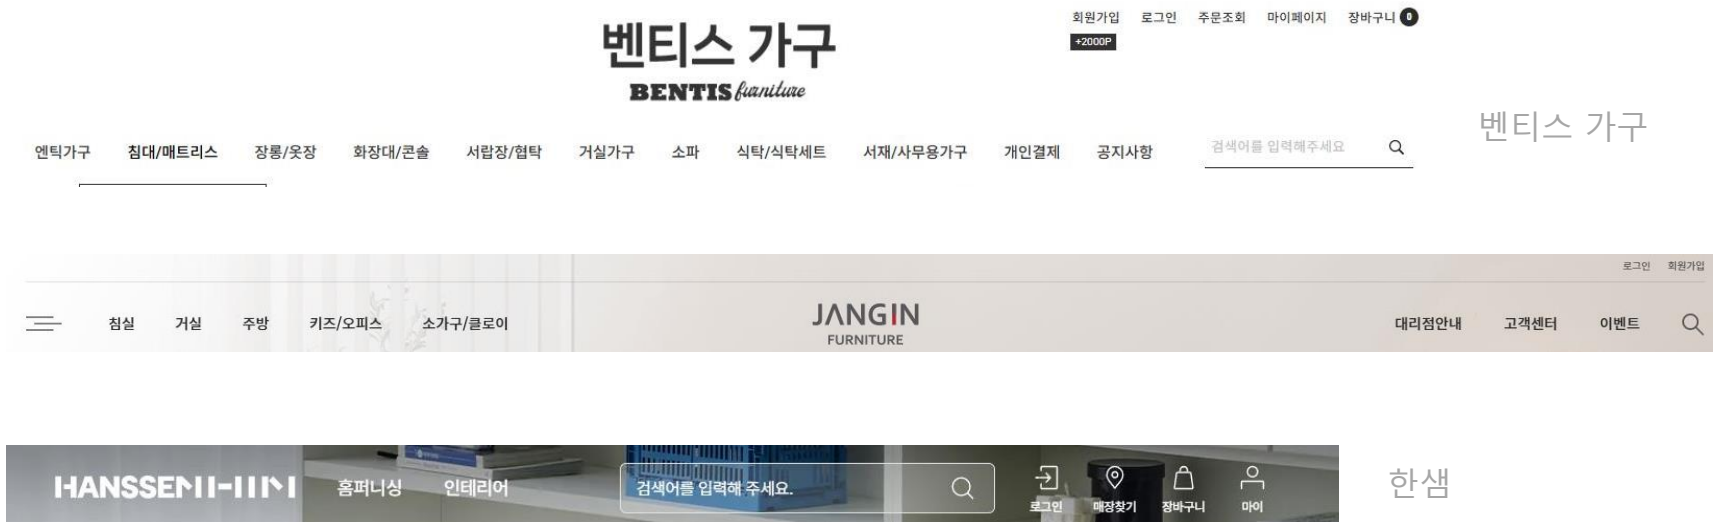 회원가입 로그인 주문조회 마이페이지 장바구니 0
+2000P
벤티스 가구
BENTIS furniture
벤티스 가구
엔틱가구 침대/매트리스 장롱/옷장 화장대/콘솔 서랍장/협탁 거실가구 소파 식탁/식탁세트 서재/사무용가구 개인결제 공지사항 검색어를 입력해주세요
로그인 회원가입
침실 거실 주방 키즈/오피스 소가구/클로이 JANGIN 대리점안내 고객센터 이벤트
FURNITURE
HANSSEM 홈퍼니싱 인테리어 검색어를 입력해 주세요. 로그인 매장찾기 장바구니 마이
한샘